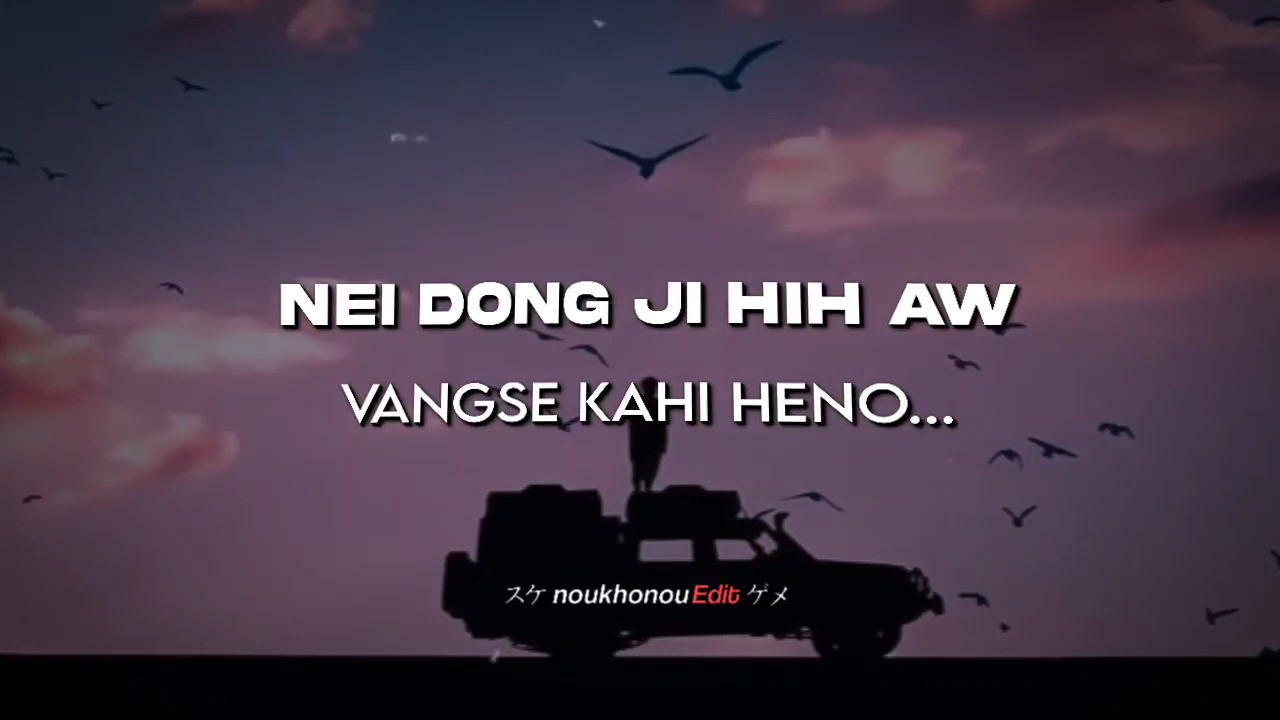 NEI DONG JI HIH AW
VANGSE KAHI HENO...
スケ noukhonouEdit ゲメ